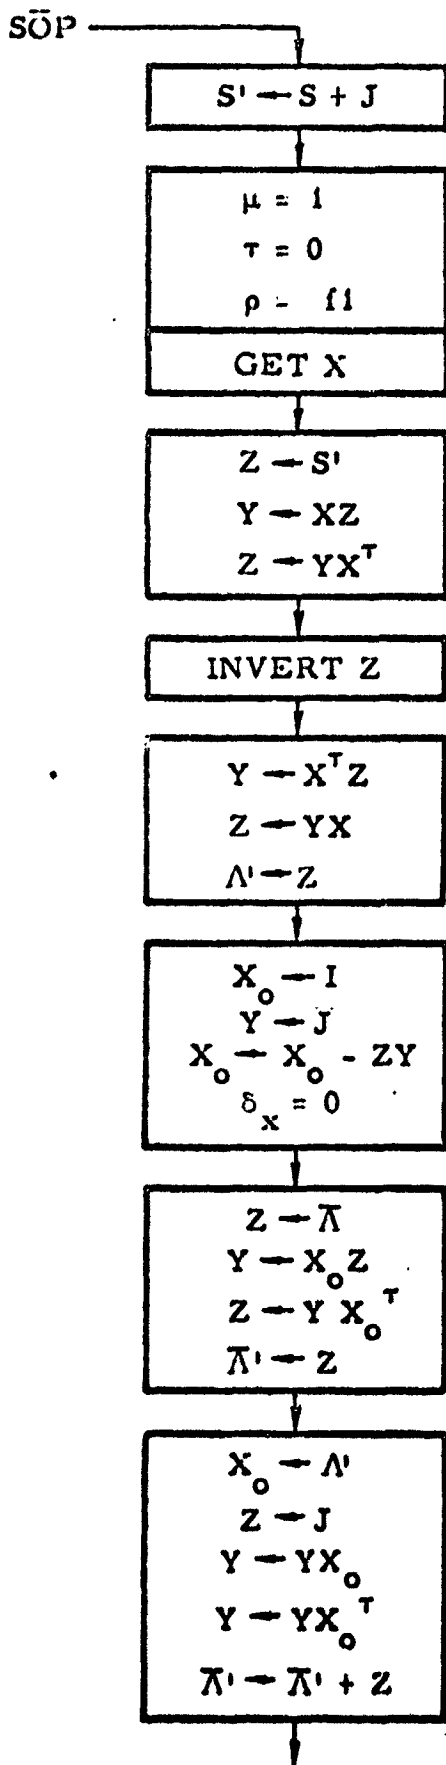 SŌP
S' ← S + J
μ = 1
τ = 0
ρ = f1
GET X
Z ← S'
Y ← XZ
Z ← YXᵀ
INVERT Z
Y ← XᵀZ
Z ← YX
Λ' ← Z
X₀ ← I
Y ← J
X₀ ← X₀ - ZY
δₓ = 0
Z ← Λ̄
Y ← X₀Z
Z ← Y X₀ᵀ
Λ̄' ← Z
X₀ ← Λ'
Z ← J
Y ← YX₀
Y ← YX₀ᵀ
Λ̄' ← Λ̄' + Z